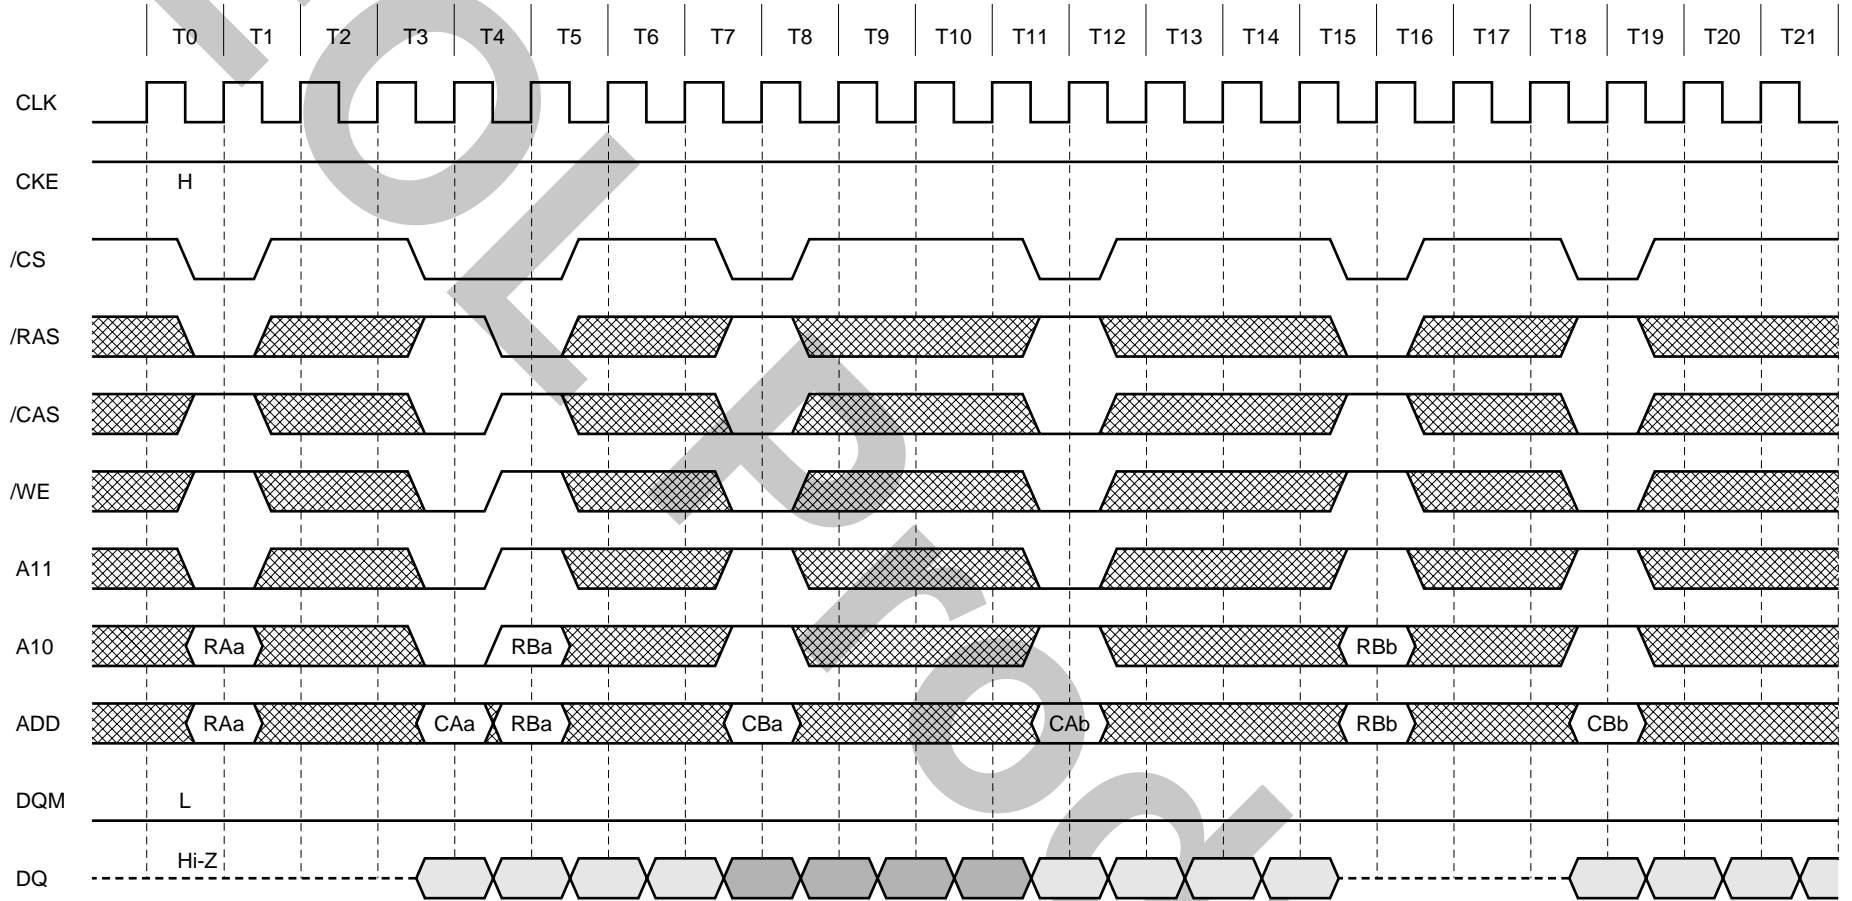 T0 T1 T2 T3 T4 T5 T6 T7 T8 T9 T10 T11 T12 T13 T14 T15 T16 T17 T18 T19 T20 T21
CLK
CKE H
/CS
/RAS
/CAS
/WE
A11
A10 RAa RBa RBb
ADD RAa CAa RBa CBa CAb RBb CBb
DQM L
DQ Hi-Z